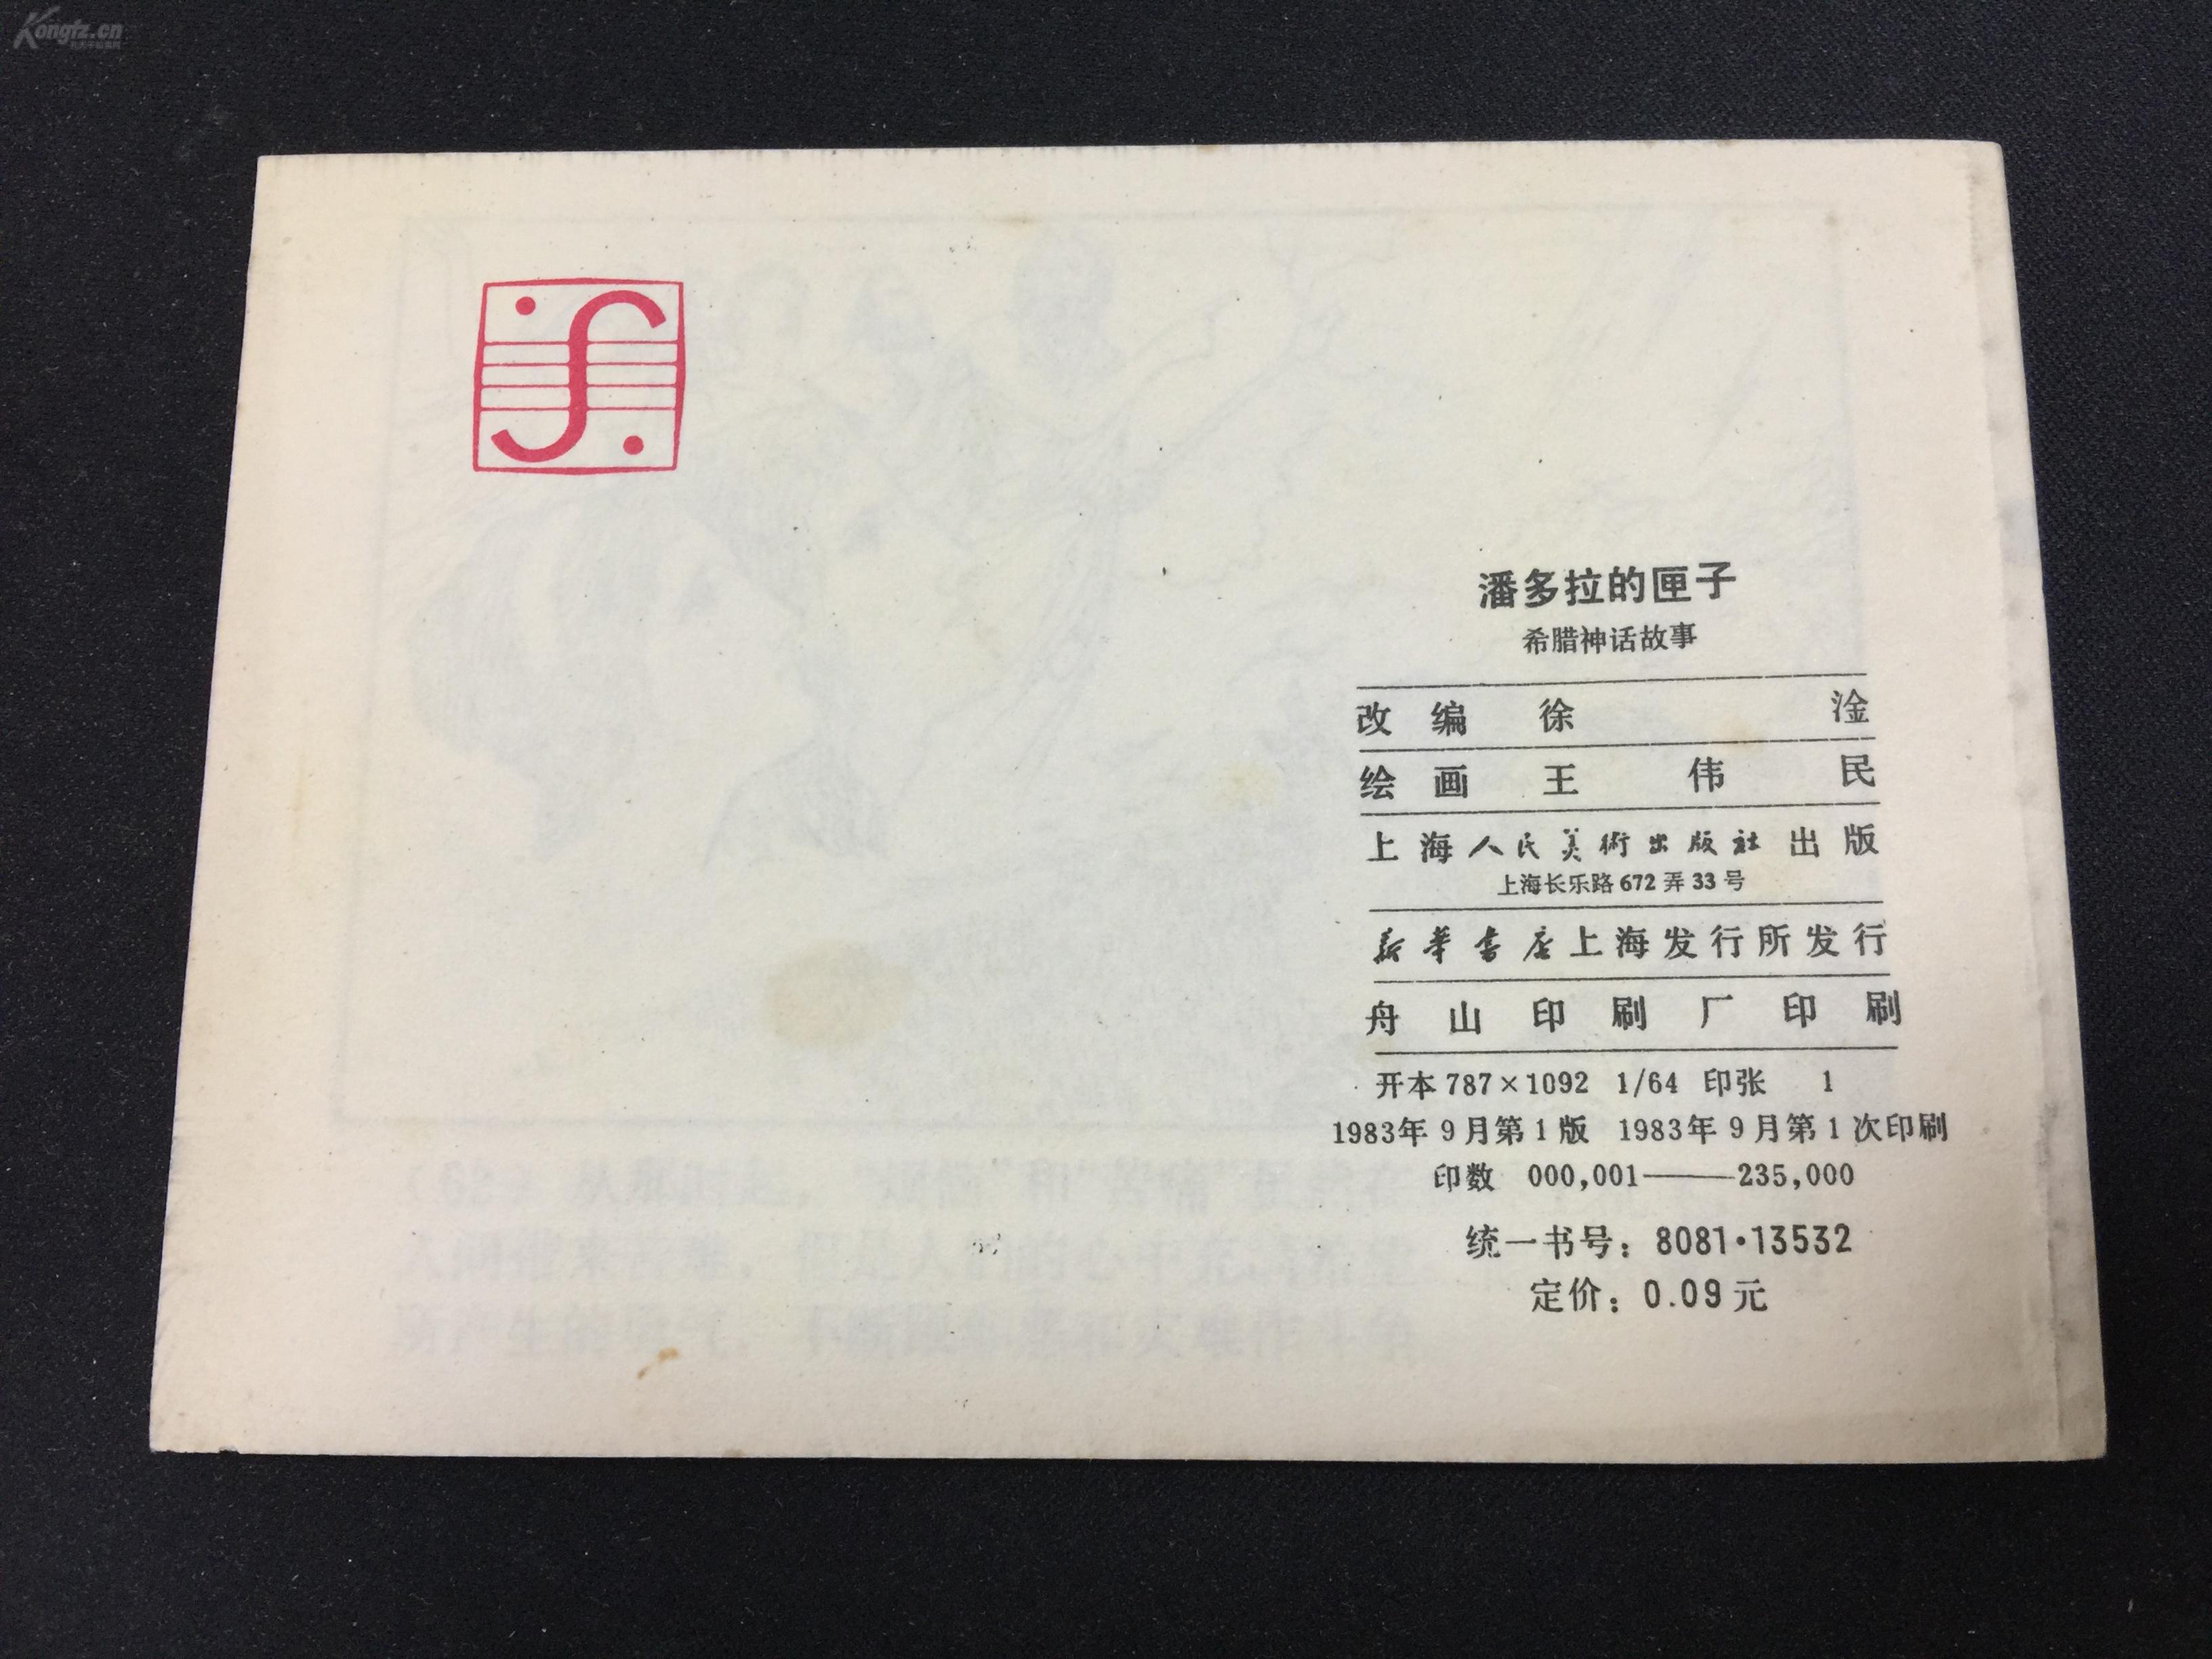 Kongfz.cn
潘多拉的匣子
希腊神话故事
改编 徐 淦
绘画 王伟民
上海人民美術出版社出版
上海长乐路672弄33号
新华书店上海发行所发行
舟山印刷厂印刷
开本787×1092 1/64 印张 1
1983年9月第1版 1983年9月第1次印刷
印数 000,001——235,000
统一书号：8081·13532
定价：0.09元